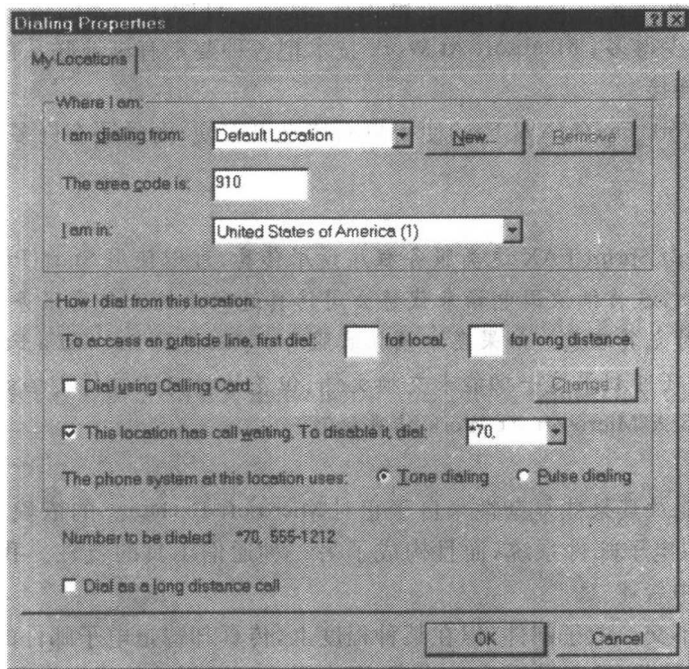 Dialing Properties
My Locations
Where I am:
I am dialing from: Default Location New... Remove
The area code is: 910
I am in: United States of America (1)
How I dial from this location:
To access an outside line, first dial: for local, for long distance.
Dial using Calling Card: Change
This location has call waiting. To disable it, dial: *70,
The phone system at this location uses: Tone dialing Pulse dialing
Number to be dialed: *70, 555-1212
Dial as a long distance call
OK Cancel